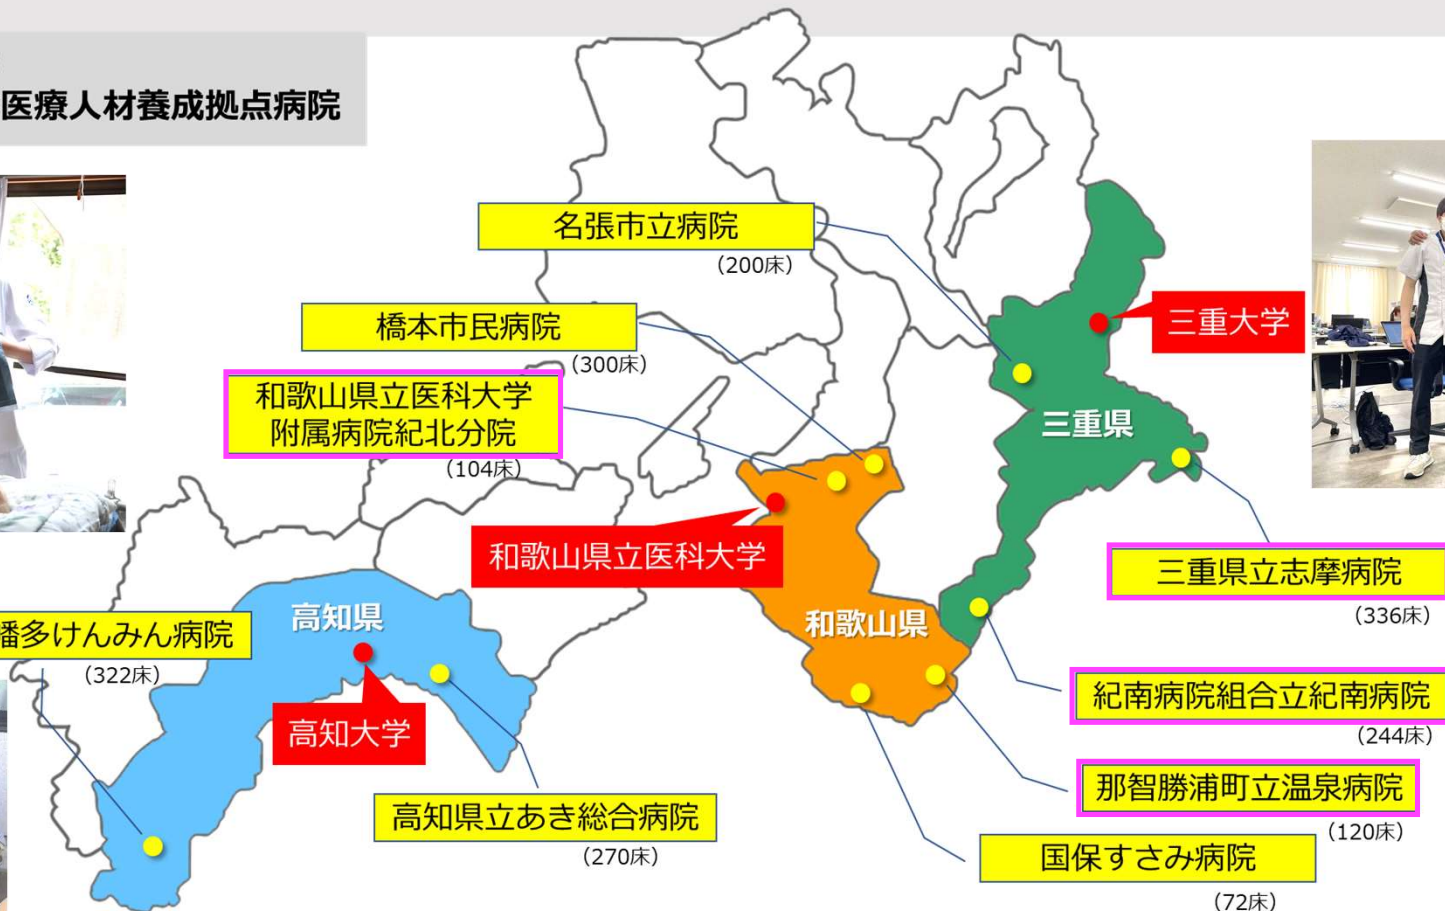 医療人材養成拠点病院
名張市立病院
(200床)
橋本市民病院
(300床)
三重大学
和歌山県立医科大学
附属病院紀北分院
(104床)
三重県
和歌山県立医科大学
三重県立志摩病院
(336床)
高知県
和歌山県
幡多けんみん病院
(322床)
紀南病院組合立紀南病院
(244床)
高知大学
那智勝浦町立温泉病院
(120床)
高知県立あき総合病院
(270床)
国保すさみ病院
(72床)